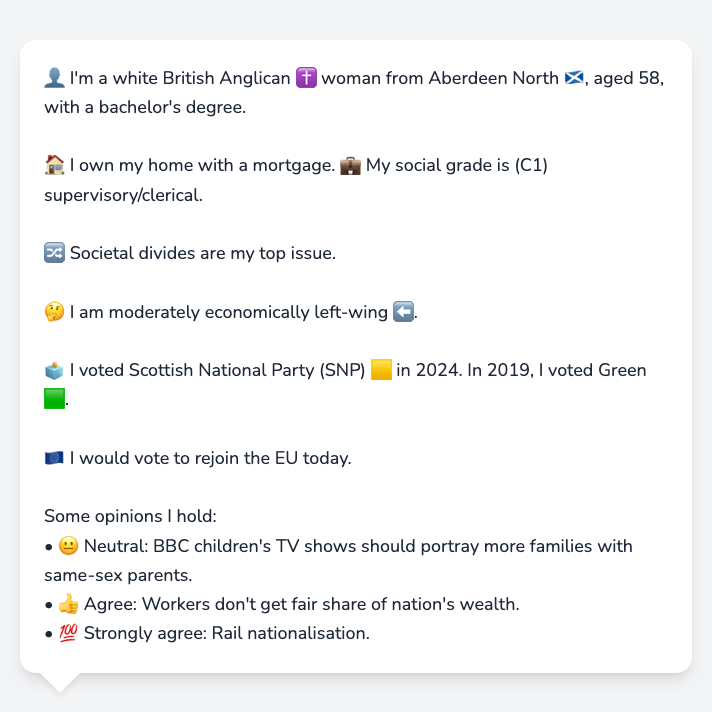 👤 I'm a white British Anglican ✝️ woman from Aberdeen North 🏴󠁧󠁢󠁳󠁣󠁴󠁿, aged 58,
with a bachelor's degree.
🏠 I own my home with a mortgage. 💼 My social grade is (C1)
supervisory/clerical.
🔀 Societal divides are my top issue.
🤔 I am moderately economically left-wing ⬅️.
🗳️ I voted Scottish National Party (SNP) 🟨 in 2024. In 2019, I voted Green
🟩.
🇪🇺 I would vote to rejoin the EU today.
Some opinions I hold:
• 😐 Neutral: BBC children's TV shows should portray more families with
same-sex parents.
• 👍 Agree: Workers don't get fair share of nation's wealth.
• 💯 Strongly agree: Rail nationalisation.